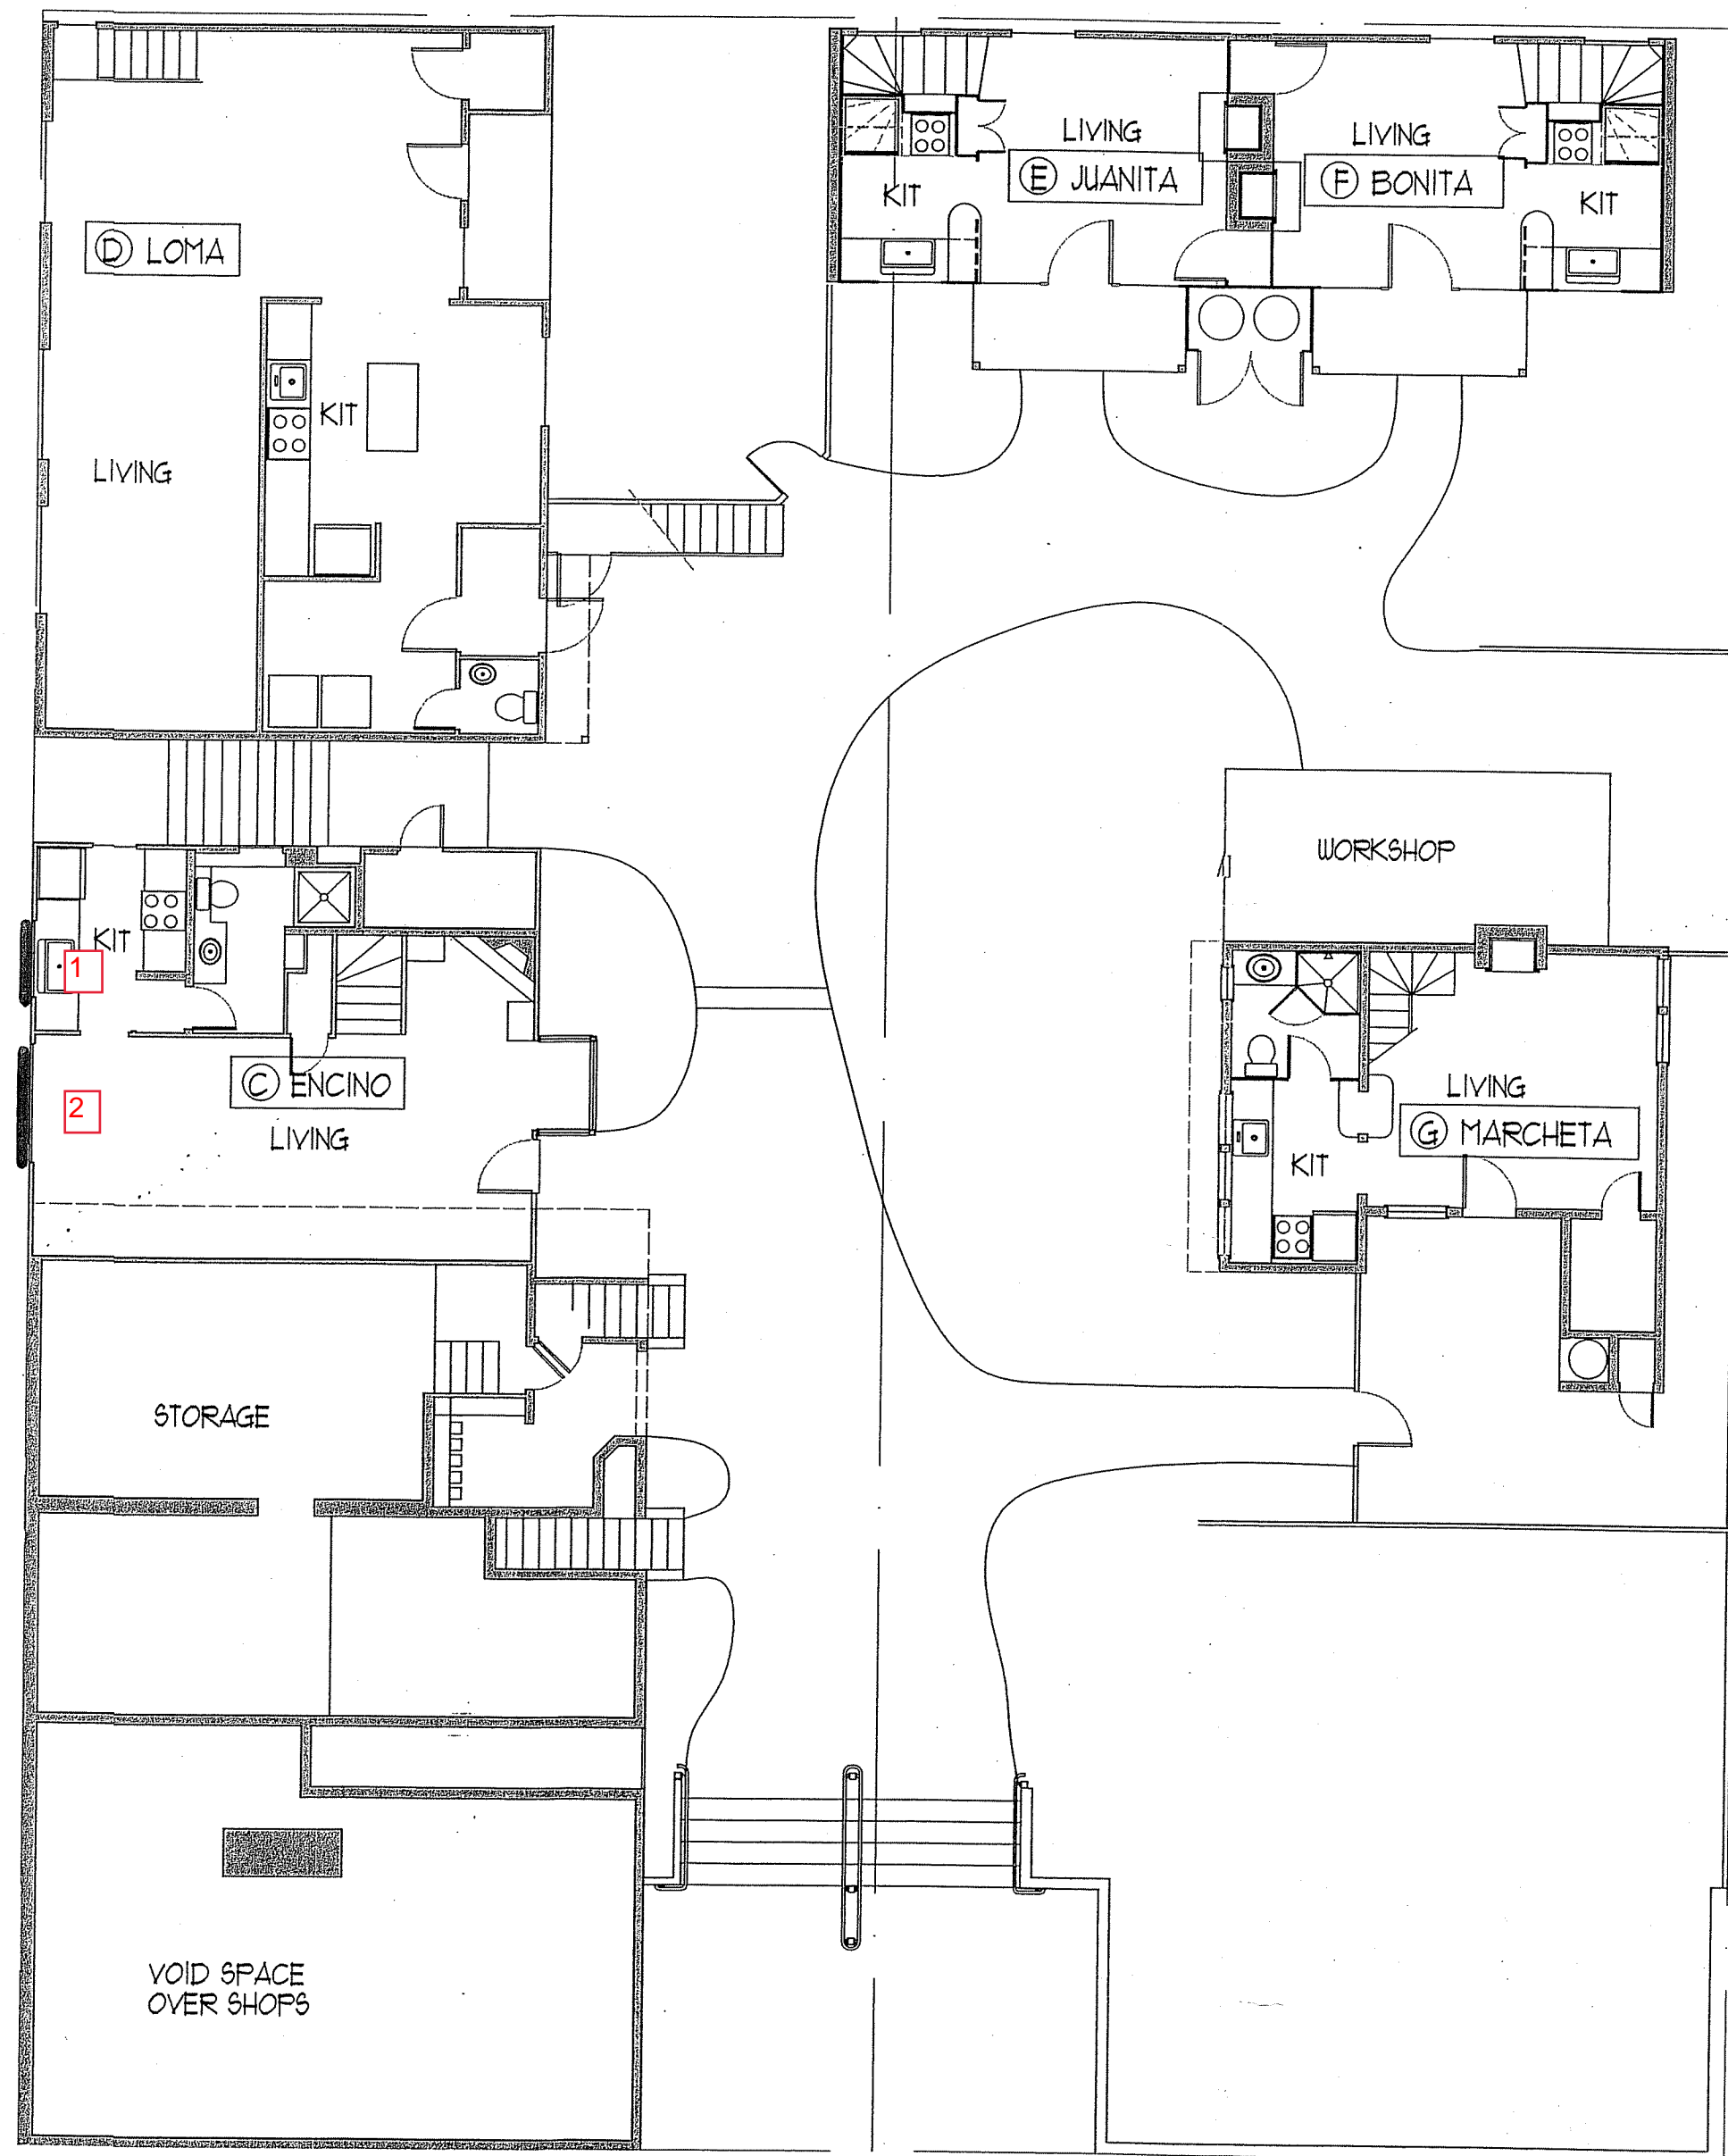 LIVING
LIVING
Ⓔ JUANITA
Ⓕ BONITA
KIT
KIT
Ⓓ LOMA
KIT
LIVING
WORKSHOP
KIT
1
Ⓒ ENCINO
LIVING
2
LIVING
Ⓖ MARCHETA
KIT
STORAGE
VOID SPACE
OVER SHOPS